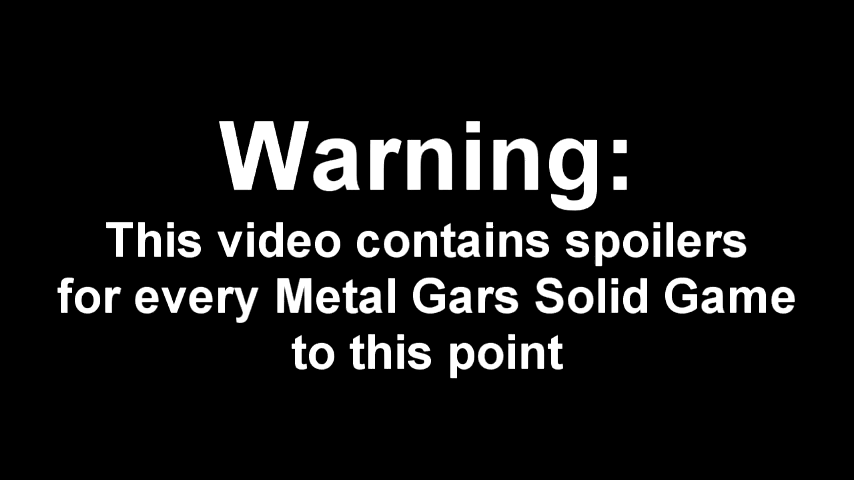 Warning:
This video contains spoilers
for every Metal Gars Solid Game
to this point